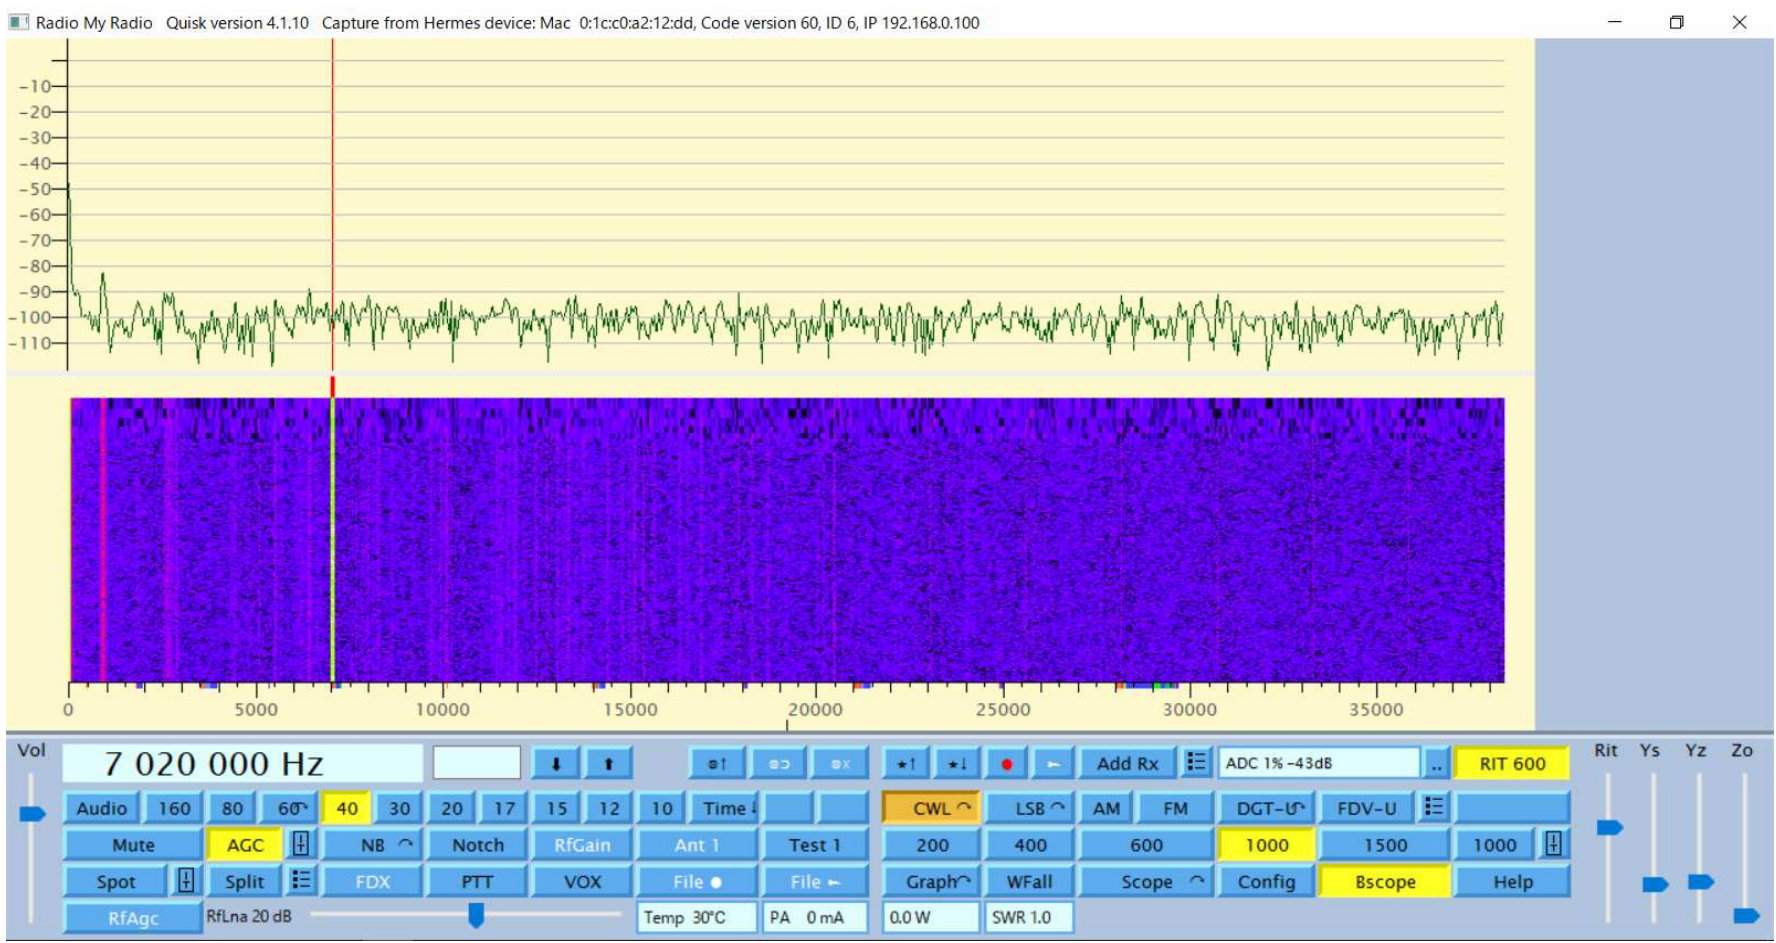 Radio My Radio Quisk version 4.1.10 Capture from Hermes device: Mac 0:1c:c0:a2:12:dd, Code version 60, ID 6, IP 192.168.0.100
-10
-20
-30
-40
-50
-60
-70
-80
-90
-100
-110
0 5000 10000 15000 20000 25000 30000 35000
Vol 7 020 000 Hz Add Rx ADC 1% -43dB .. RIT 600 Rit Ys Yz Zo
Audio 160 80 60 40 30 20 17 15 12 10 Time CWL LSB AM FM DGT-U FDV-U
Mute AGC NB Notch RfGain Ant 1 Test 1 200 400 600 1000 1500 1000
Spot Split FDX PTT VOX File File Graph WFall Scope Config Bscope Help
RfAgc RfLna 20 dB Temp 30°C PA 0 mA 0.0 W SWR 1.0